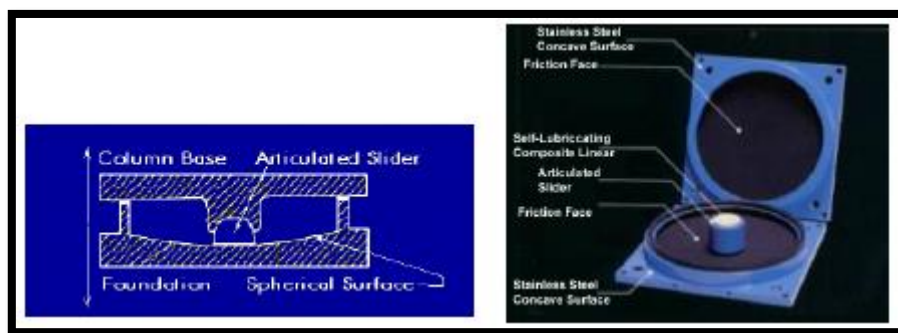 Column Base
Articulated Slider
Foundation
Spherical Surface
Stainless Steel
Concave Surface
Friction Face
Self-Lubriccating
Composite Linear
Articulated
Slider
Friction Face
Stainless Steel
Concave Surface